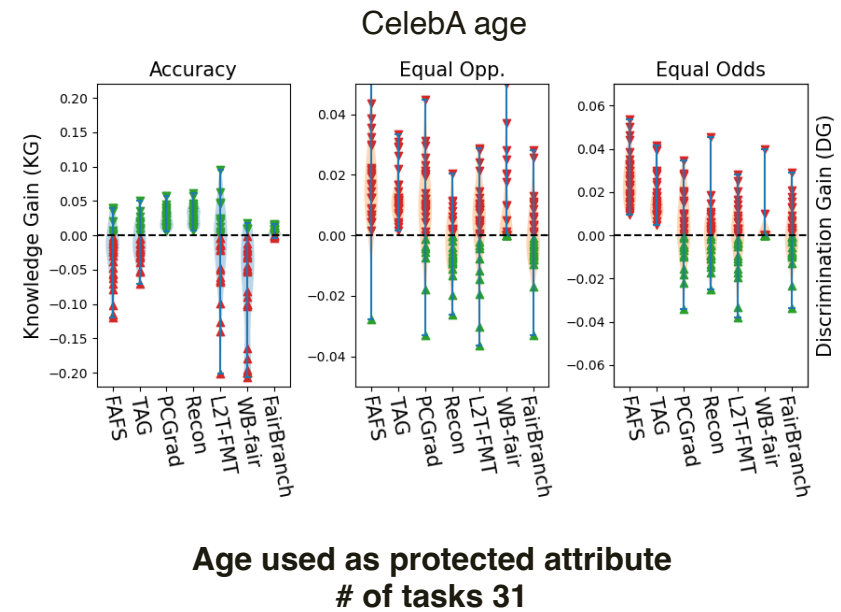 CelebA age
Accuracy
Equal Opp.
Equal Odds
Knowledge Gain (KG)
0.20
0.15
0.10
0.05
0.00
−0.05
−0.10
−0.15
−0.20
0.04
0.02
0.00
−0.02
−0.04
0.06
0.04
0.02
0.00
−0.02
−0.04
−0.06
Discrimination Gain (DG)
FAFS
TAG
PCGrad
Recon
L2T-FMT
WB-fair
FairBranch
FAFS
TAG
PCGrad
Recon
L2T-FMT
WB-fair
FairBranch
FAFS
TAG
PCGrad
Recon
L2T-FMT
WB-fair
FairBranch
Age used as protected attribute
# of tasks 31